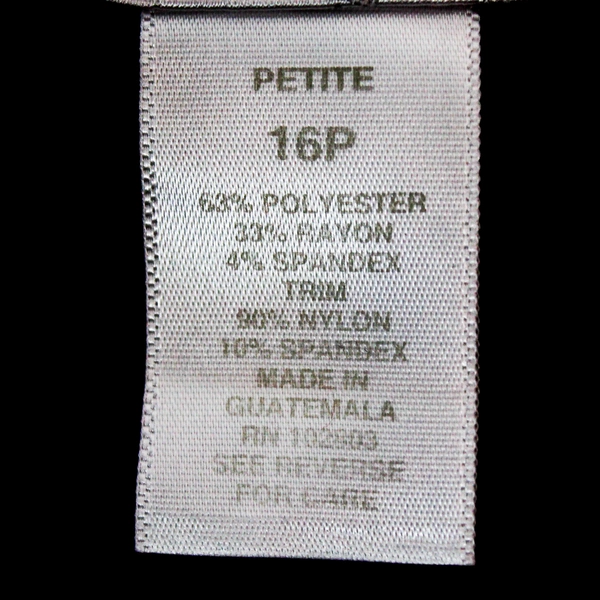 PETITE
16P
63% POLYESTER
33% RAYON
4% SPANDEX
TRIM
90% NYLON
10% SPANDEX
MADE IN
GUATEMALA
RN
SEE REVERSE
FOR CARE